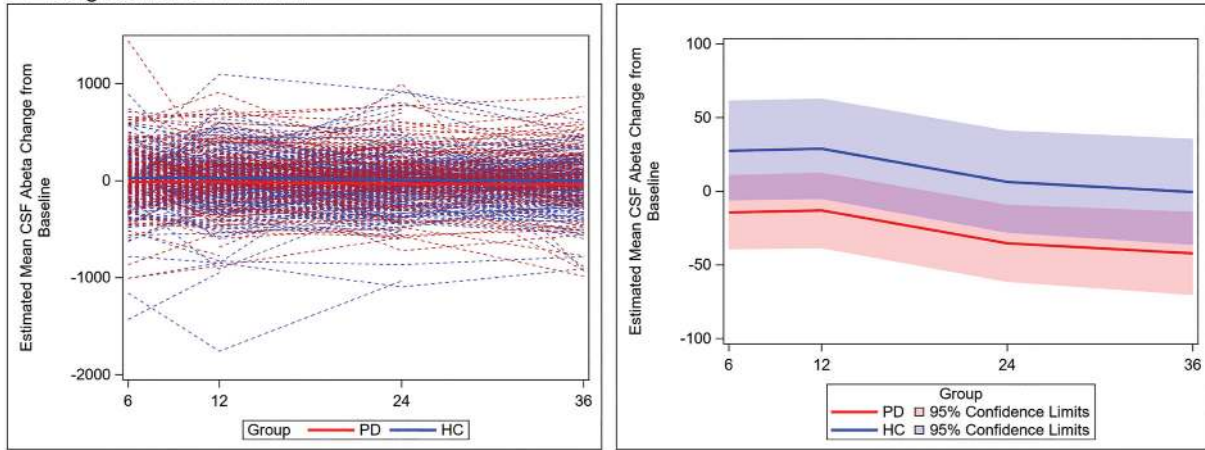 Estimated Mean CSF Abeta Change from
Baseline
1000
0
-1000
-2000
6
12
24
36
Group
PD
HC
Estimated Mean CSF Abeta Change from
Baseline
100
50
0
-50
-100
6
12
24
36
Group
PD
95% Confidence Limits
HC
95% Confidence Limits